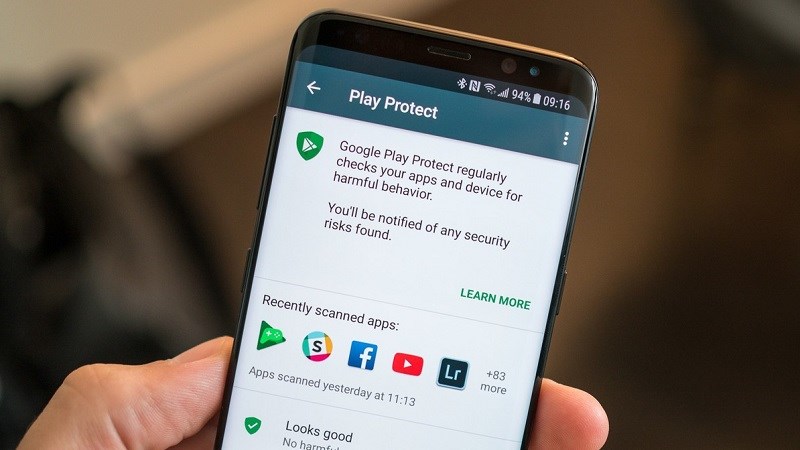 94% 09:16
Play Protect
Google Play Protect regularly
checks your apps and device for
harmful behavior.
You'll be notified of any security
risks found.
LEARN MORE
Recently scanned apps:
S f Lr +83
more
Apps scanned yesterday at 11:13
Looks good
No harmful